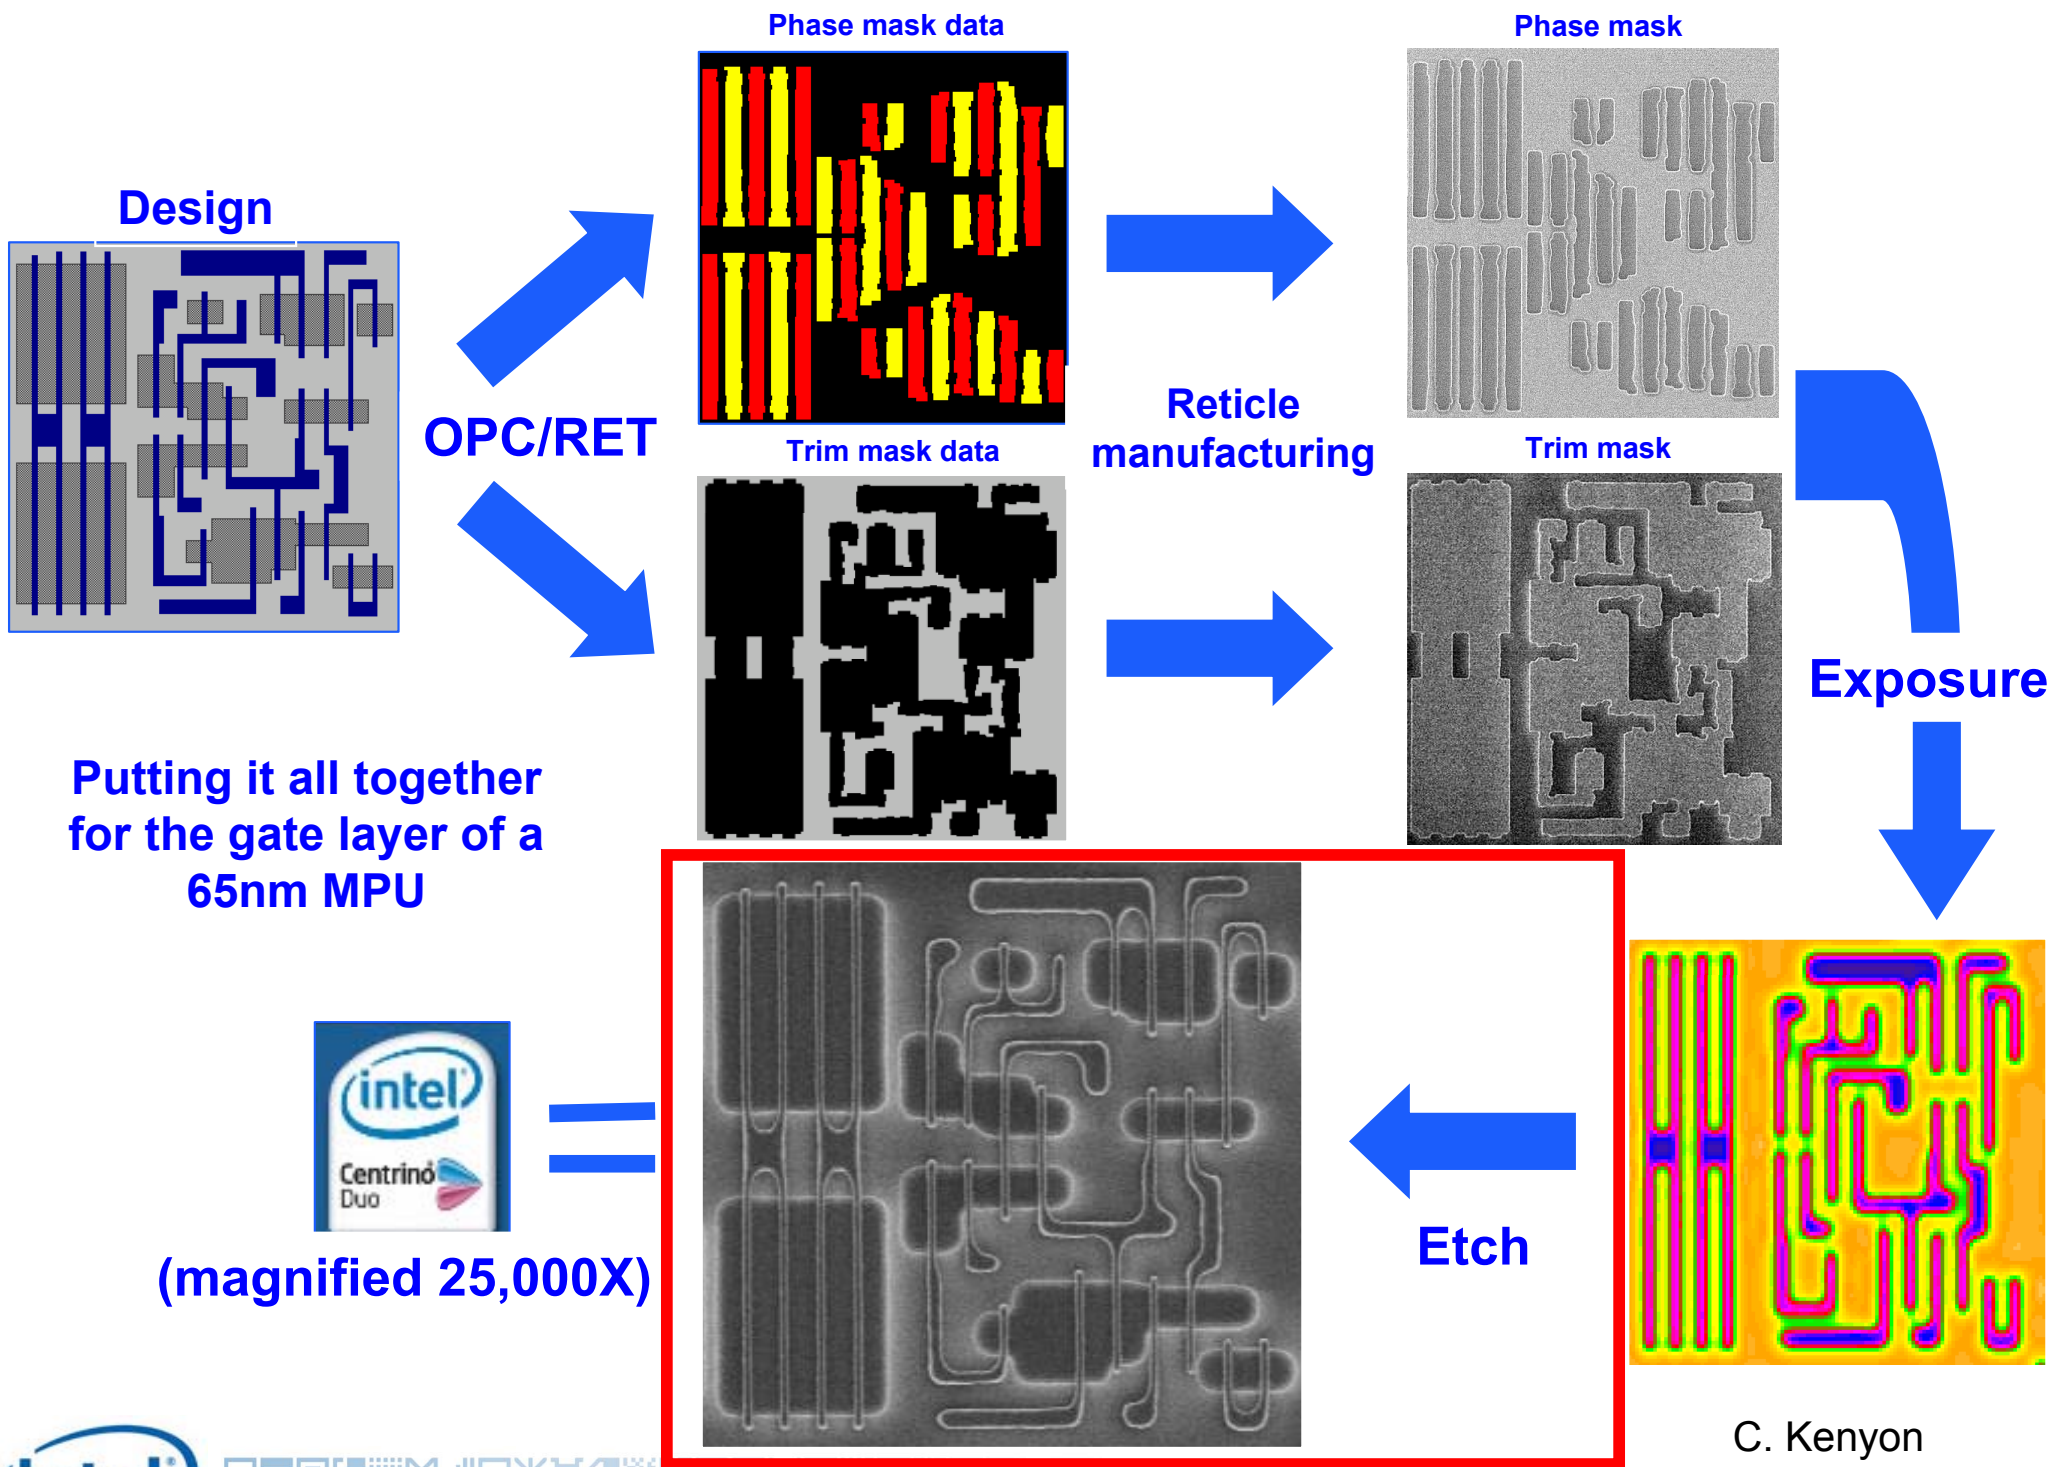 Phase mask data
Phase mask
Design
OPC/RET
Reticle
manufacturing
Trim mask data
Trim mask
Exposure
Putting it all together
for the gate layer of a
65nm MPU
intel
Centrino
Duo
(magnified 25,000X)
Etch
C. Kenyon